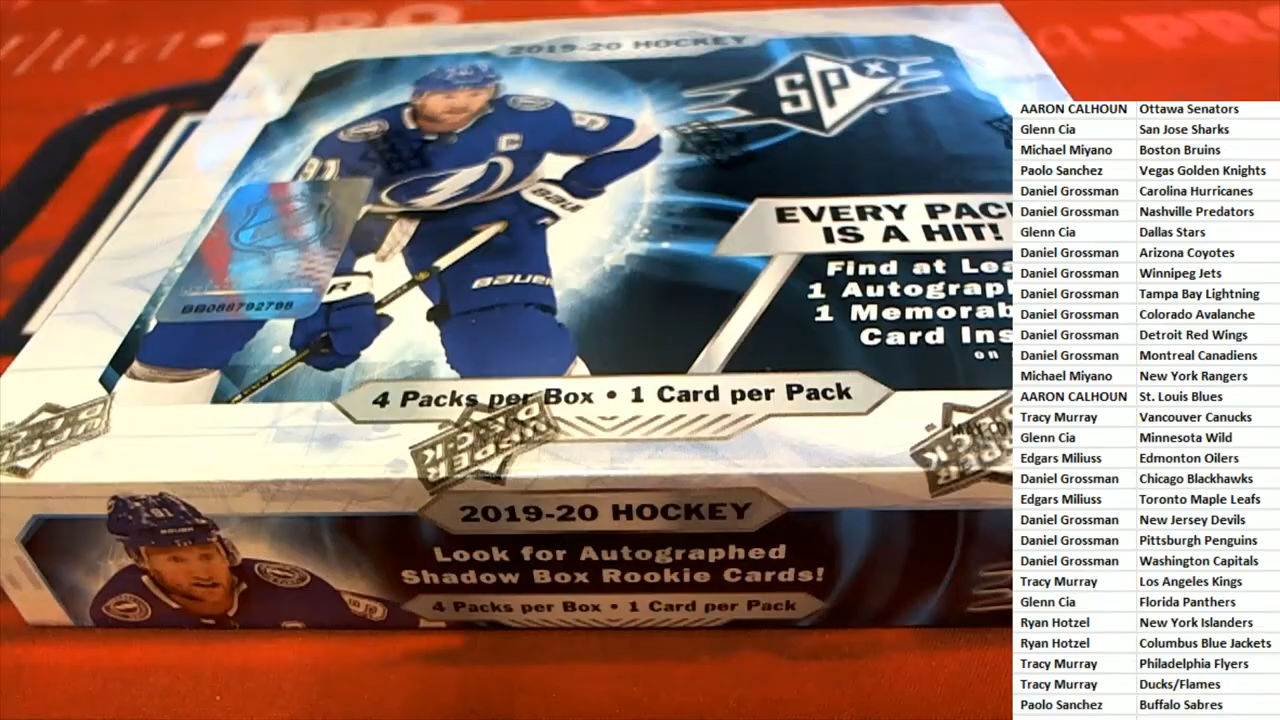 2019-20 HOCKEY
SPx
91
C
BAUER
EVERY PAC
IS A HIT!
Find at Lea
1 Autograp
1 Memorab
Card Ins
on
BB088792798
4 Packs per Box • 1 Card per Pack
UPPER DECK
2019-20 HOCKEY
Look for Autographed
Shadow Box Rookie Cards!
4 Packs per Box • 1 Card per Pack
AARON CALHOUN Ottawa Senators
Glenn Cia San Jose Sharks
Michael Miyano Boston Bruins
Paolo Sanchez Vegas Golden Knights
Daniel Grossman Carolina Hurricanes
Daniel Grossman Nashville Predators
Glenn Cia Dallas Stars
Daniel Grossman Arizona Coyotes
Daniel Grossman Winnipeg Jets
Daniel Grossman Tampa Bay Lightning
Daniel Grossman Colorado Avalanche
Daniel Grossman Detroit Red Wings
Daniel Grossman Montreal Canadiens
Michael Miyano New York Rangers
AARON CALHOUN St. Louis Blues
Tracy Murray Vancouver Canucks
Glenn Cia Minnesota Wild
Edgars Miliuss Edmonton Oilers
Daniel Grossman Chicago Blackhawks
Edgars Miliuss Toronto Maple Leafs
Daniel Grossman New Jersey Devils
Daniel Grossman Pittsburgh Penguins
Daniel Grossman Washington Capitals
Tracy Murray Los Angeles Kings
Glenn Cia Florida Panthers
Ryan Hotzel New York Islanders
Ryan Hotzel Columbus Blue Jackets
Tracy Murray Philadelphia Flyers
Tracy Murray Ducks/Flames
Paolo Sanchez Buffalo Sabres